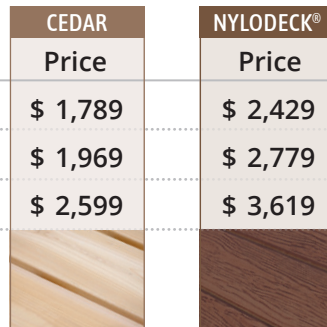 CEDAR NYLODECK®
Price Price
$ 1,789 $ 2,429
$ 1,969 $ 2,779
$ 2,599 $ 3,619